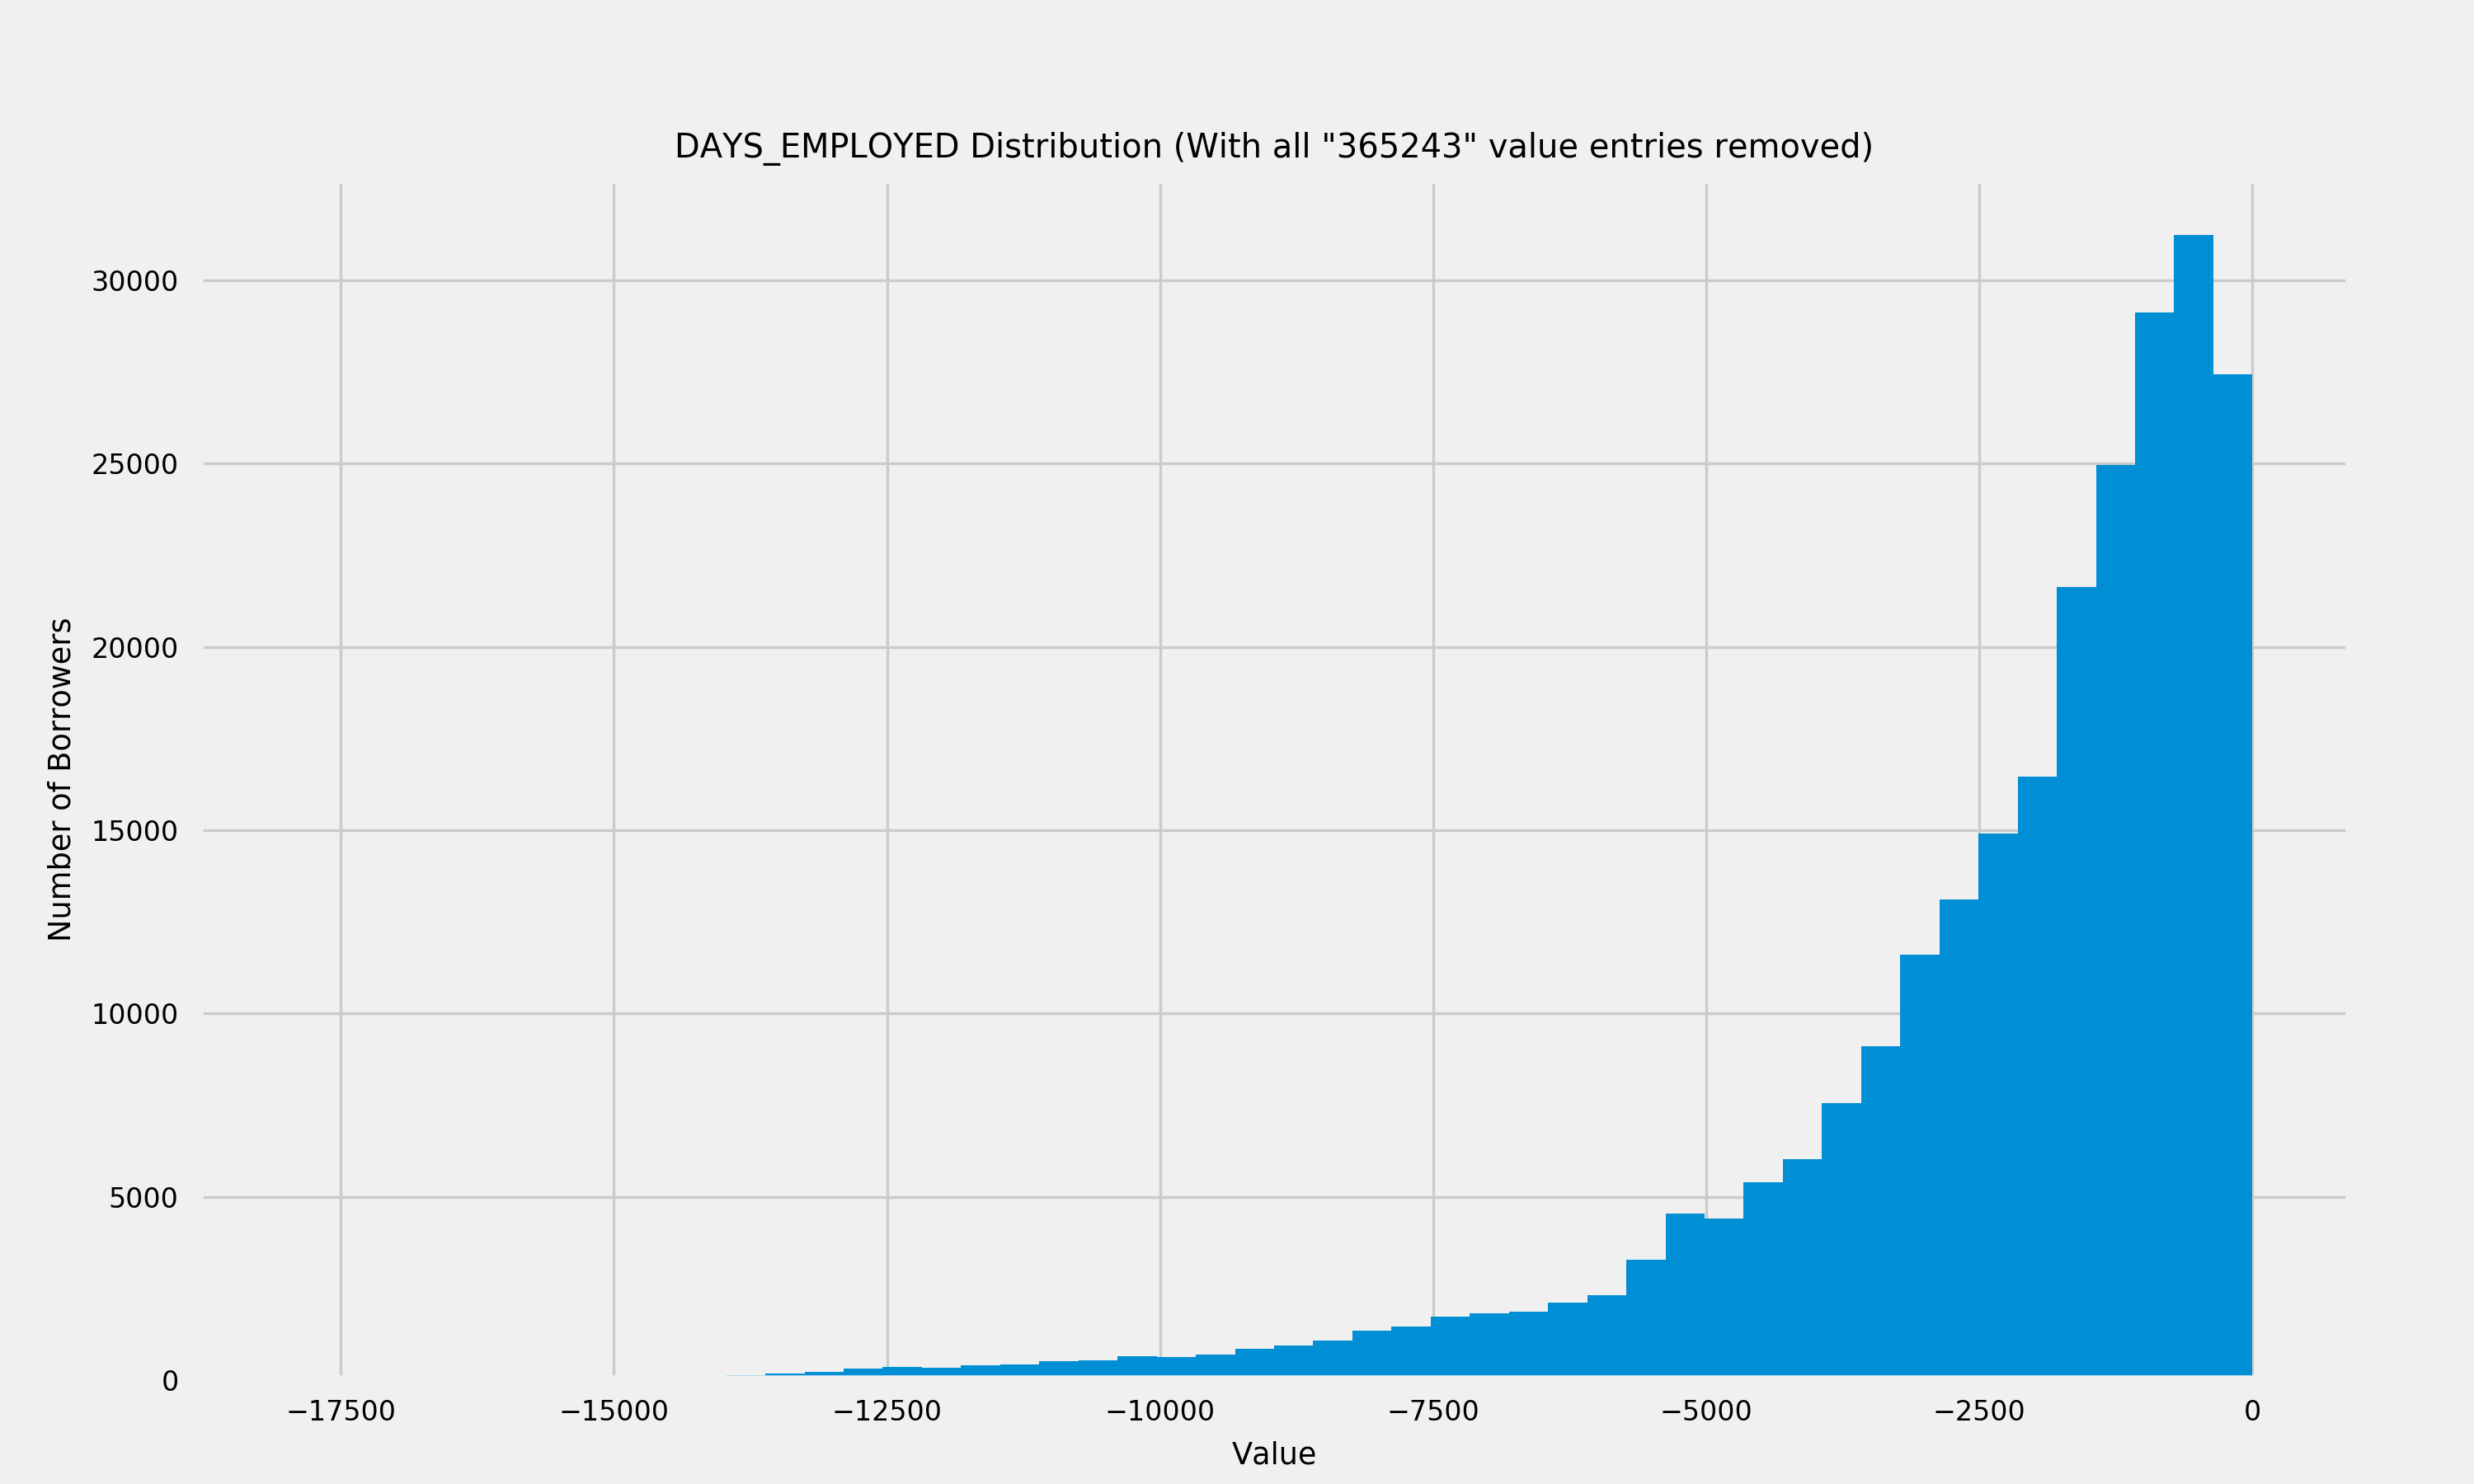 DAYS_EMPLOYED Distribution (With all "365243" value entries removed)
30000
25000
20000
15000
10000
5000
0
Number of Borrowers
−17500 −15000 −12500 −10000 −7500 −5000 −2500 0
Value